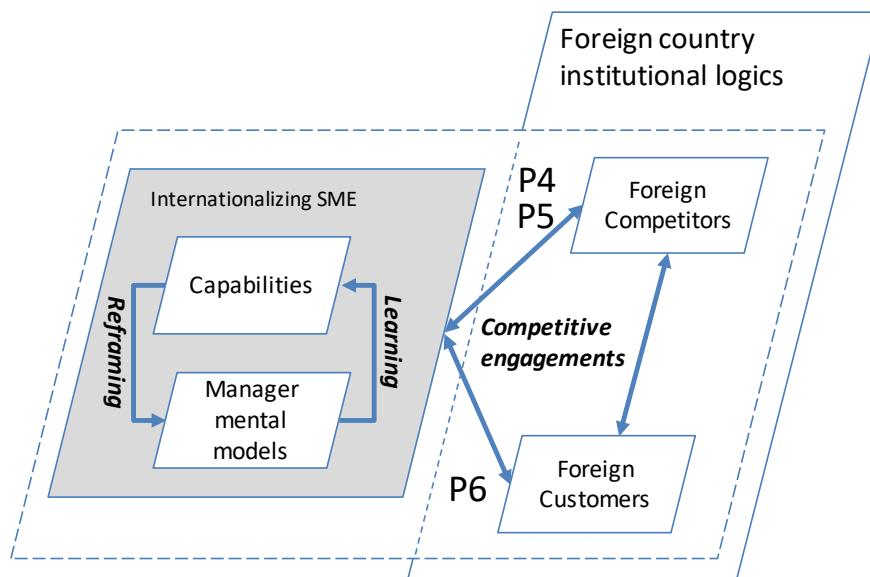 Foreign country
institutional logics
Internationalizing SME
P4
P5
Foreign
Competitors
Capabilities
Reframing
Learning
Competitive
engagements
Manager
mental
models
P6
Foreign
Customers